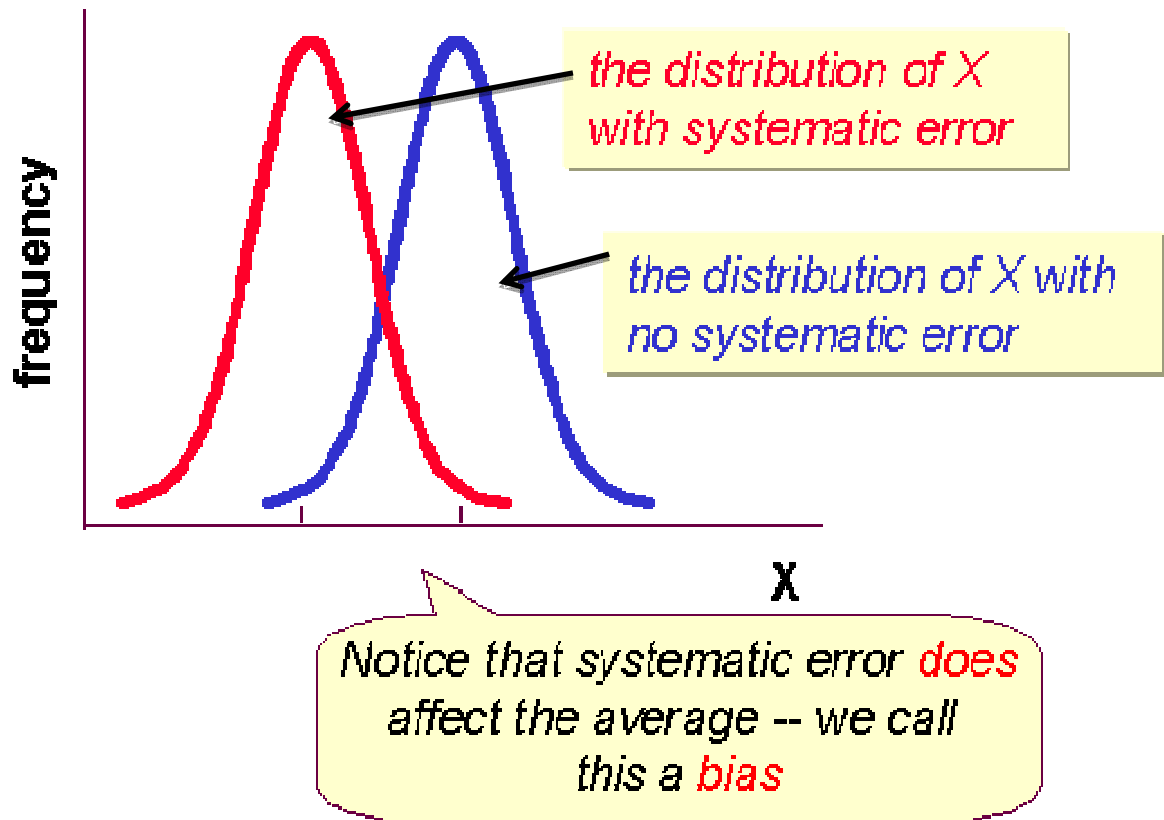 the distribution of X
with systematic error
frequency
the distribution of X with
no systematic error
X
Notice that systematic error does
affect the average -- we call
this a bias